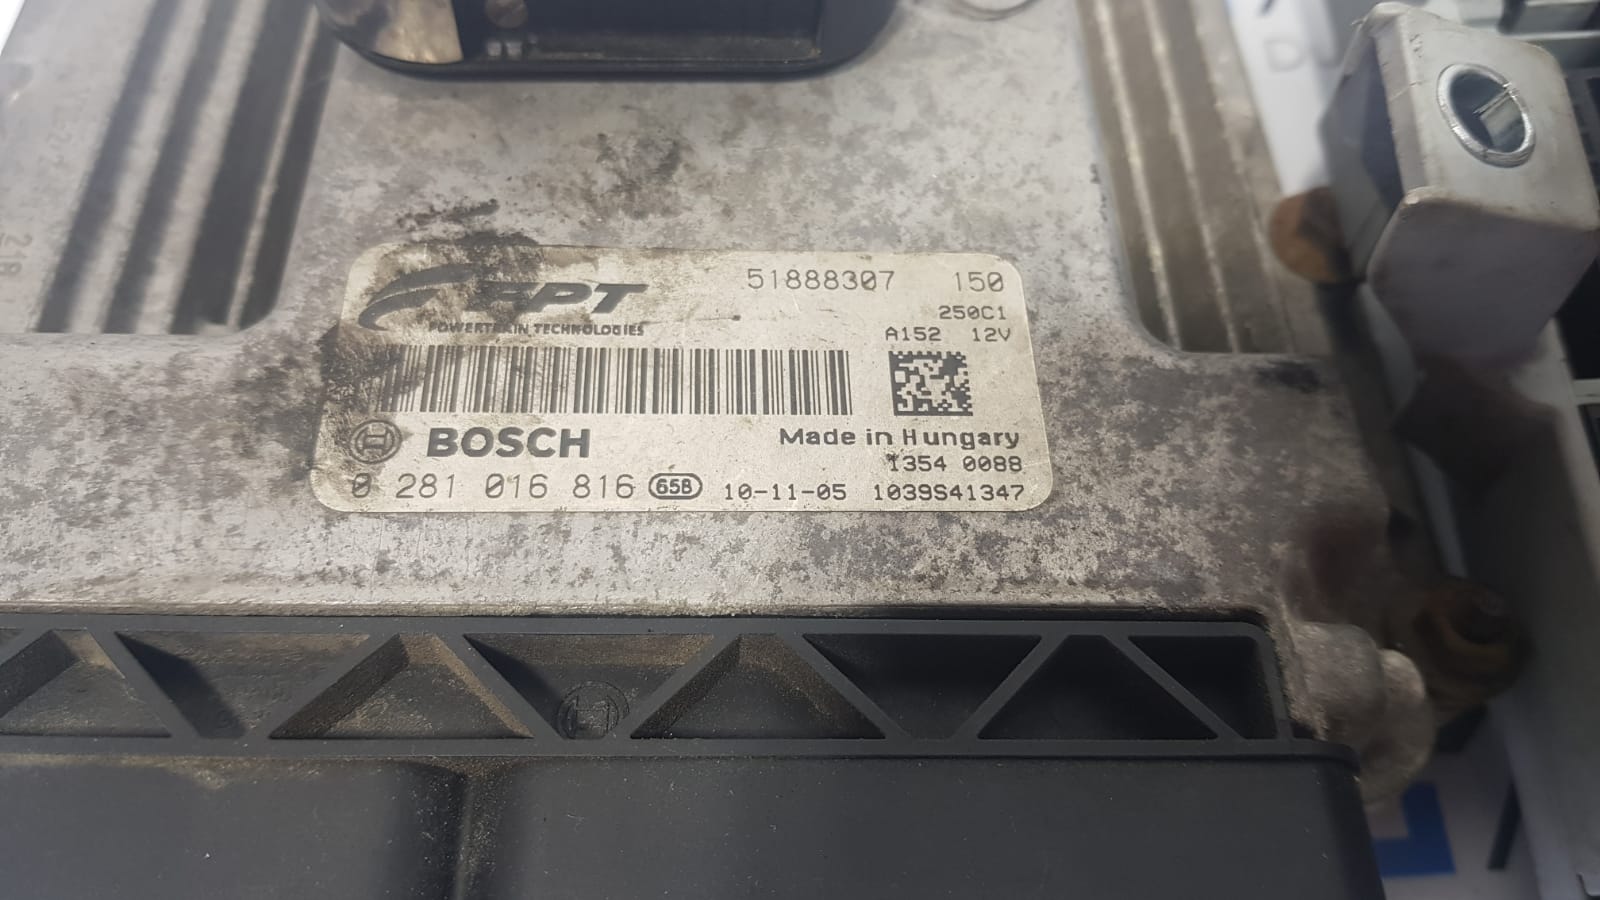 FPT 51888307 150
POWERTRAIN TECHNOLOGIES 250C1
A152 12V
BOSCH Made in Hungary
1354 0088
0 281 016 816 65B 10-11-05 1039S41347